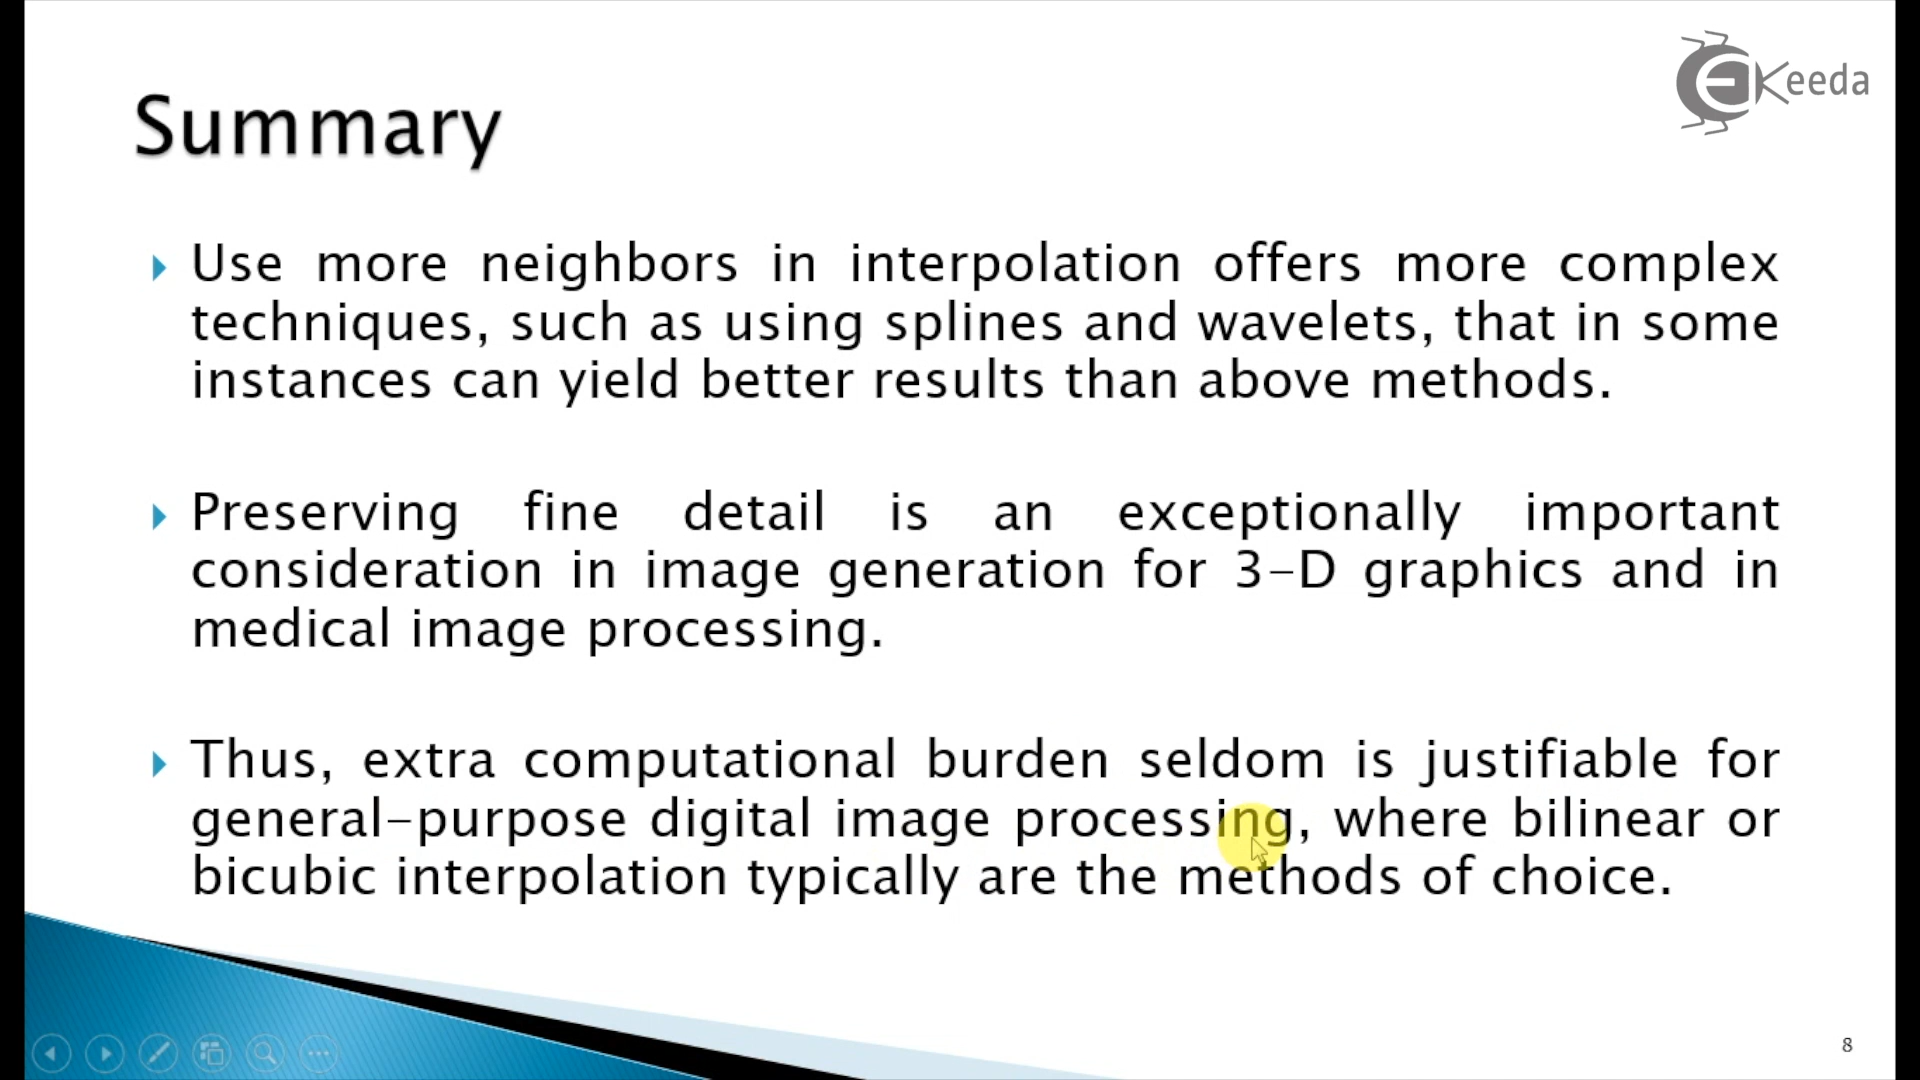 Keeda
Summary
Use more neighbors in interpolation offers more complex
techniques, such as using splines and wavelets, that in some
instances can yield better results than above methods.
Preserving fine detail is an exceptionally important
consideration in image generation for 3-D graphics and in
medical image processing.
Thus, extra computational burden seldom is justifiable for
general-purpose digital image processing, where bilinear or
bicubic interpolation typically are the methods of choice.
8